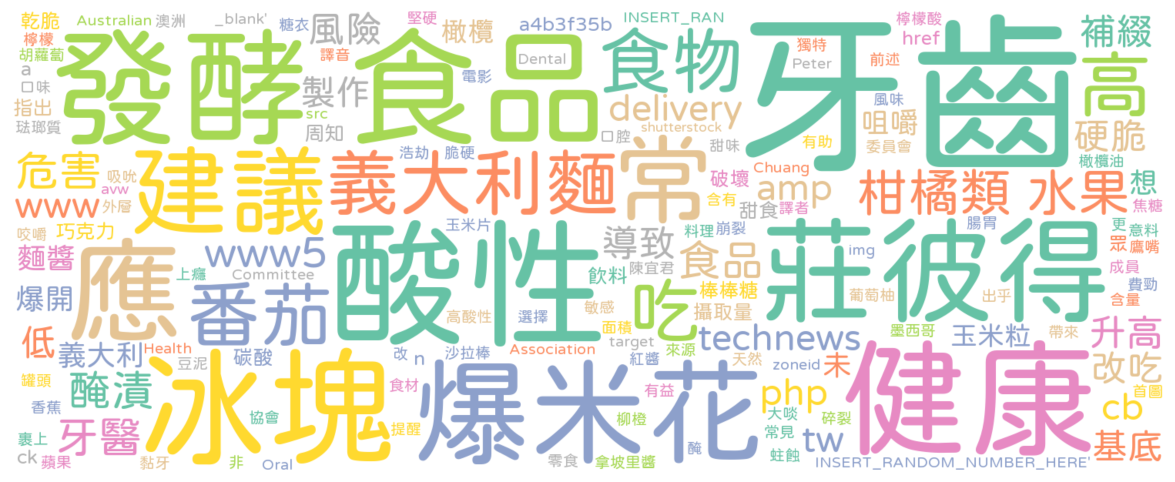 乾脆 Australian 澳洲 _blank' 糖衣 風險 堅硬 橄欖 a4b3f35b INSERT_RAN 檸檬酸 href 補綴
檸檬 胡蘿蔔 發酵食品 譯音 電影 Dental 食物 牙齒 獨特 Peter 前述 高
a 口味 指出 琺瑯質 製作 src 周知 口腔 delivery shutterstock 風味 有助 委員會 咀嚼 硬脆
危害 吸吮 avw 外層 建議 浩劫 脆硬 義大利麵 常 甜味 破壞 含有 Chuang 橄欖油
www 咬嚼 巧克力 玉米片 甜食 amp 譯者 柑橘類 水果 想 焦糖
麵醬 應 上癮 www5 Committee 酸性 導致 料理 崩裂 陳宜君 食品 莊彼得 img 腸胃 更 意料 眾 鷹嘴
爆開 番茄 高酸性 飲料 敏感 吃 棒棒糖 攝取量 葡萄柚 出乎 成員 費勁 含量
低 義大利 Health 碳酸 改 n 選擇 沙拉棒 面積 target 紅醬 來源 technews 墨西哥 玉米粒 帶來 升高
罐頭 醃漬 豆泥 冰塊 食材 Association 爆米花 有益 天然 zoneid 未 健康 改吃 首圖
香蕉 協會 提醒 柳橙 php 大啖 常見 碎裂 cb
裹上 牙醫 ck 蘋果 黏牙 非 Oral 零食 拿坡里醬 醃 tw 蛀蝕 INSERT_RANDOM_NUMBER_HERE' 基底